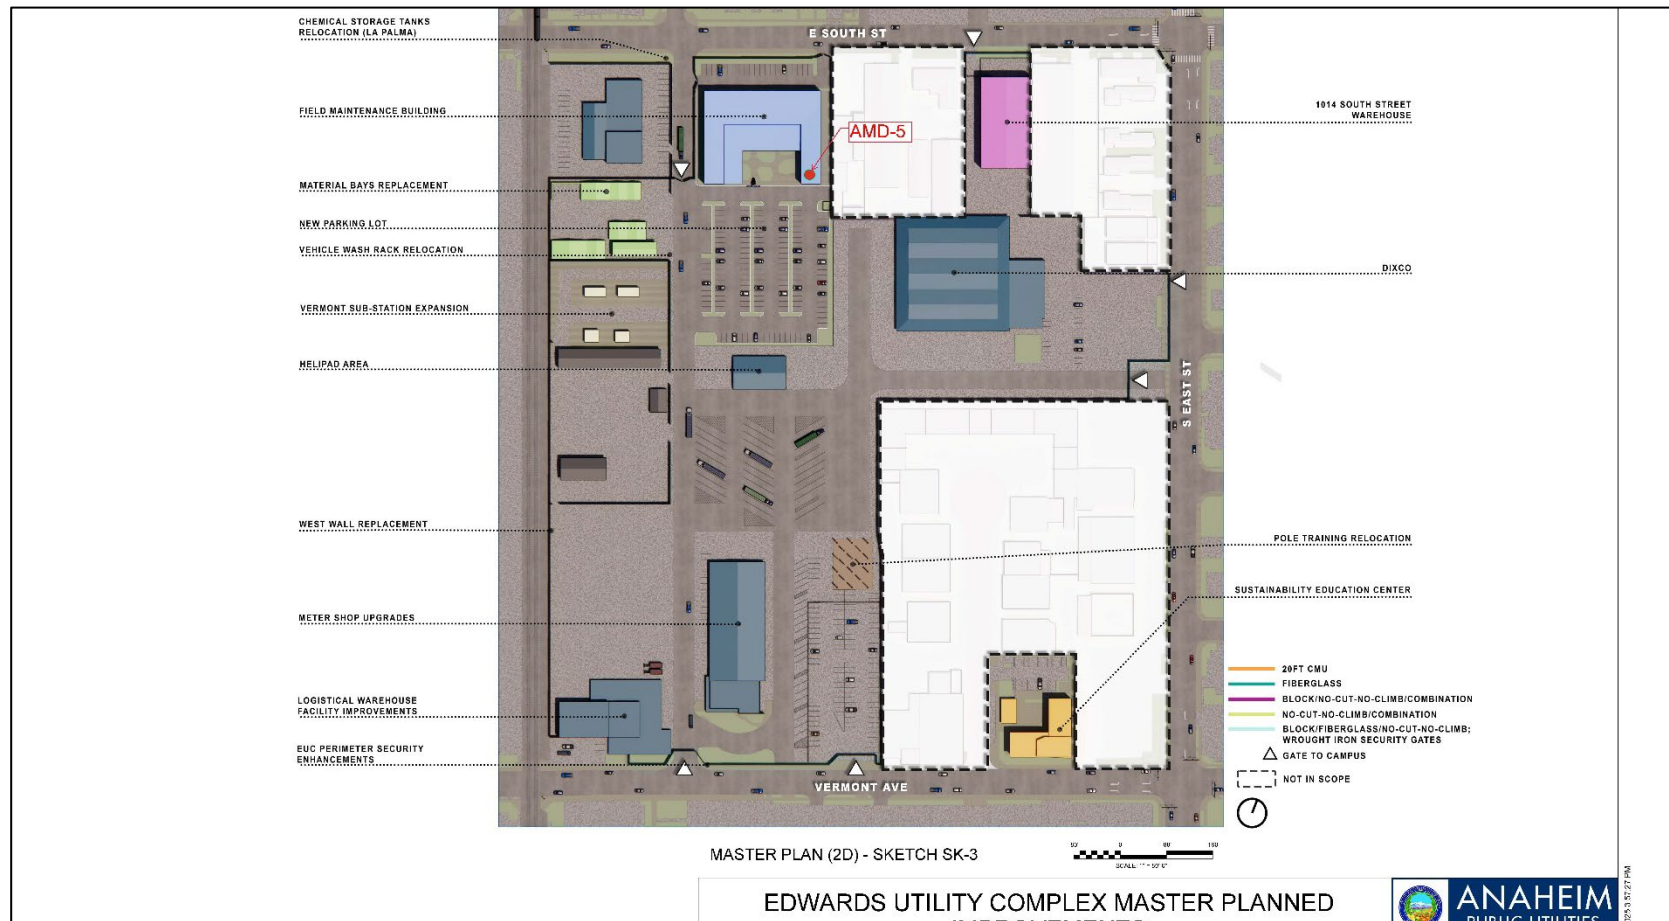 CHEMICAL STORAGE TANKS
RELOCATION (LA PALMA)
FIELD MAINTENANCE BUILDING
MATERIAL BAYS REPLACEMENT
NEW PARKING LOT
VEHICLE WASH RACK RELOCATION
VERMONT SUB-STATION EXPANSION
HELIPAD AREA
WEST WALL REPLACEMENT
METER SHOP UPGRADES
LOGISTICAL WAREHOUSE
FACILITY IMPROVEMENTS
EUC PERIMETER SECURITY
ENHANCEMENTS
E SOUTH ST
AMD-5
S EAST ST
VERMONT AVE
1014 SOUTH STREET
WAREHOUSE
DIXCO
POLE TRAINING RELOCATION
SUSTAINABILITY EDUCATION CENTER
20FT CMU
FIBERGLASS
BLOCK/NO-CUT-NO-CLIMB/COMBINATION
NO-CUT-NO-CLIMB/COMBINATION
BLOCK/FIBERGLASS/NO-CUT-NO-CLIMB;
WROUGHT IRON SECURITY GATES
GATE TO CAMPUS
NOT IN SCOPE
MASTER PLAN (2D) - SKETCH SK-3
EDWARDS UTILITY COMPLEX MASTER PLANNED
IMPROVEMENTS
ANAHEIM
PUBLIC UTILITIES